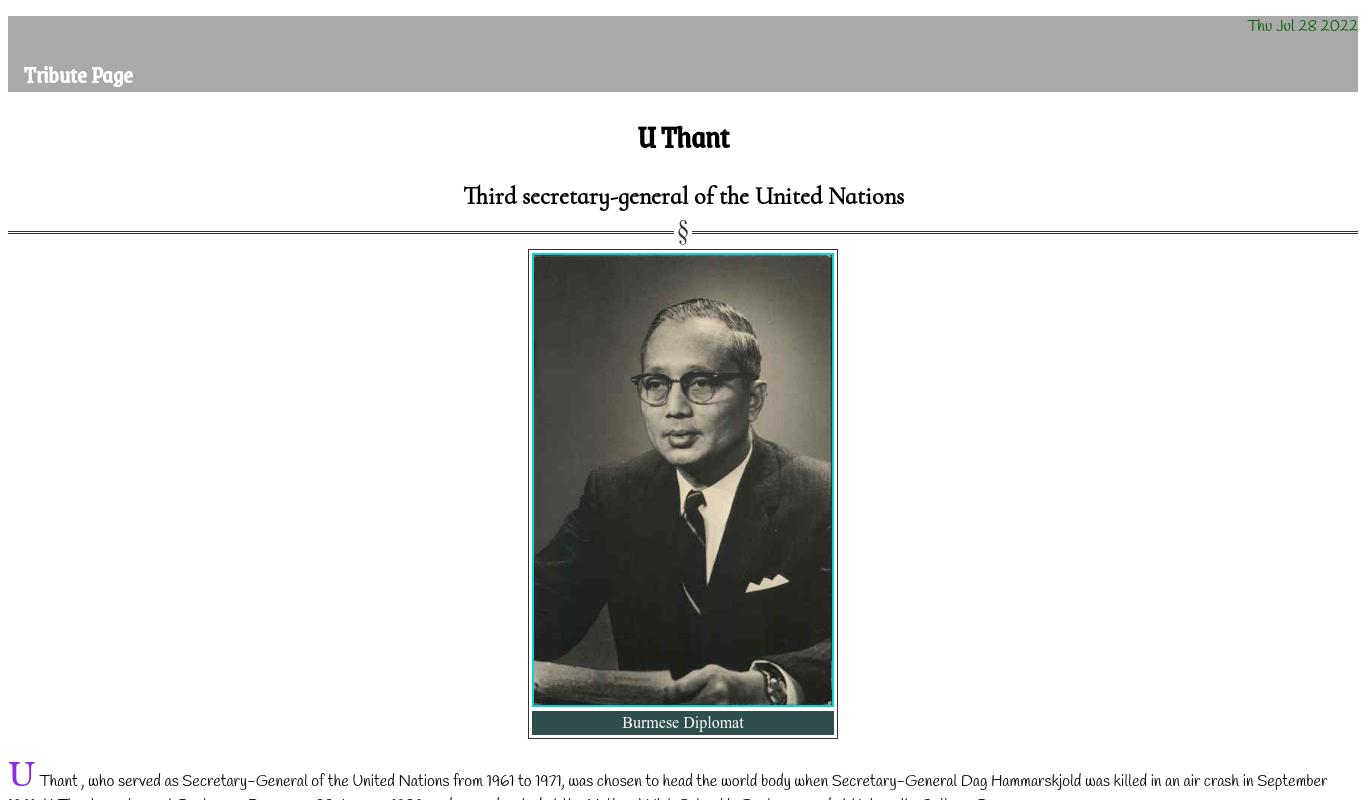 Thu Jul 28 2022
Tribute Page
U Thant
Third secretary-general of the United Nations
§
Burmese Diplomat
U Thant , who served as Secretary-General of the United Nations from 1961 to 1971, was chosen to head the world body when Secretary-General Dag Hammarskjold was killed in an air crash in September